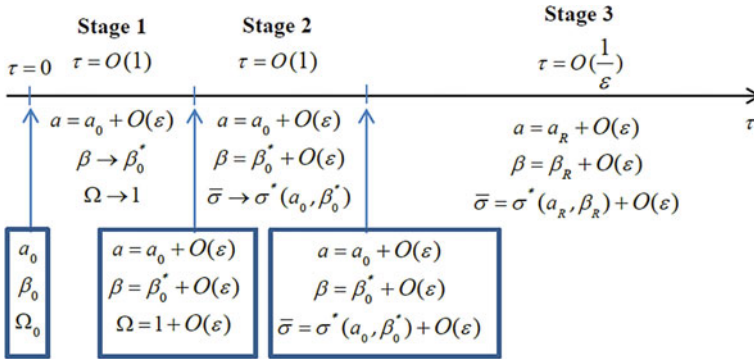 Stage 1 Stage 2 Stage 3
τ = 0 τ = O(1) τ = O(1) τ = O(1/ε)
τ
a = a₀ + O(ε) a = a₀ + O(ε) a = a_R + O(ε)
β → β₀* β = β₀* + O(ε) β = β_R + O(ε)
Ω → 1 σ̄ → σ*(a₀, β₀*) σ̄ = σ*(a_R, β_R) + O(ε)
a₀ a = a₀ + O(ε) a = a₀ + O(ε)
β₀ β = β₀* + O(ε) β = β₀* + O(ε)
Ω₀ Ω = 1 + O(ε) σ̄ = σ*(a₀, β₀*) + O(ε)